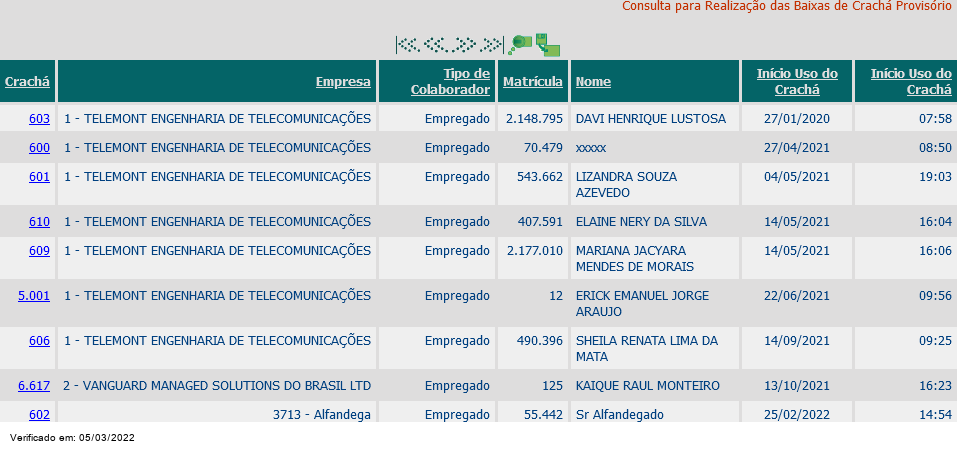 Consulta para Realização das Baixas de Crachá Provisório
Crachá Empresa Tipo de Colaborador Matrícula Nome Início Uso do Crachá Início Uso do Crachá
603 1 - TELEMONT ENGENHARIA DE TELECOMUNICAÇÕES Empregado 2.148.795 DAVI HENRIQUE LUSTOSA 27/01/2020 07:58
600 1 - TELEMONT ENGENHARIA DE TELECOMUNICAÇÕES Empregado 70.479 xxxxx 27/04/2021 08:50
601 1 - TELEMONT ENGENHARIA DE TELECOMUNICAÇÕES Empregado 543.662 LIZANDRA SOUZA AZEVEDO 04/05/2021 19:03
610 1 - TELEMONT ENGENHARIA DE TELECOMUNICAÇÕES Empregado 407.591 ELAINE NERY DA SILVA 14/05/2021 16:04
609 1 - TELEMONT ENGENHARIA DE TELECOMUNICAÇÕES Empregado 2.177.010 MARIANA JACYARA MENDES DE MORAIS 14/05/2021 16:06
5.001 1 - TELEMONT ENGENHARIA DE TELECOMUNICAÇÕES Empregado 12 ERICK EMANUEL JORGE ARAUJO 22/06/2021 09:56
606 1 - TELEMONT ENGENHARIA DE TELECOMUNICAÇÕES Empregado 490.396 SHEILA RENATA LIMA DA MATA 14/09/2021 09:25
6.617 2 - VANGUARD MANAGED SOLUTIONS DO BRASIL LTD Empregado 125 KAIQUE RAUL MONTEIRO 13/10/2021 16:23
602 3713 - Alfandega Empregado 55.442 Sr Alfandegado 25/02/2022 14:54
Verificado em: 05/03/2022